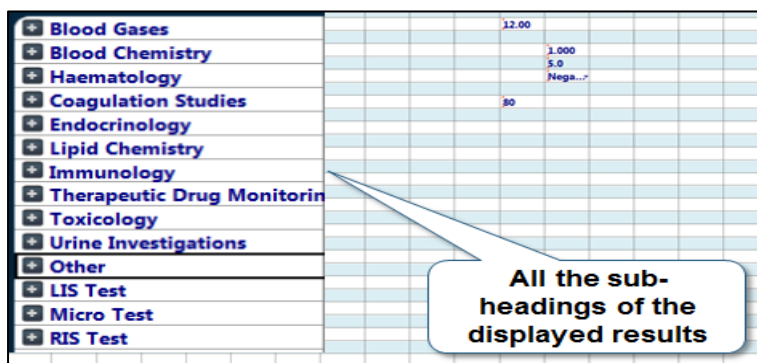 Blood Gases 12.00
Blood Chemistry 1.000
5.0
Haematology Nega...
Coagulation Studies 80
Endocrinology
Lipid Chemistry
Immunology
Therapeutic Drug Monitorin
Toxicology
Urine Investigations
Other
LIS Test
Micro Test
RIS Test
All the sub-
headings of the
displayed results